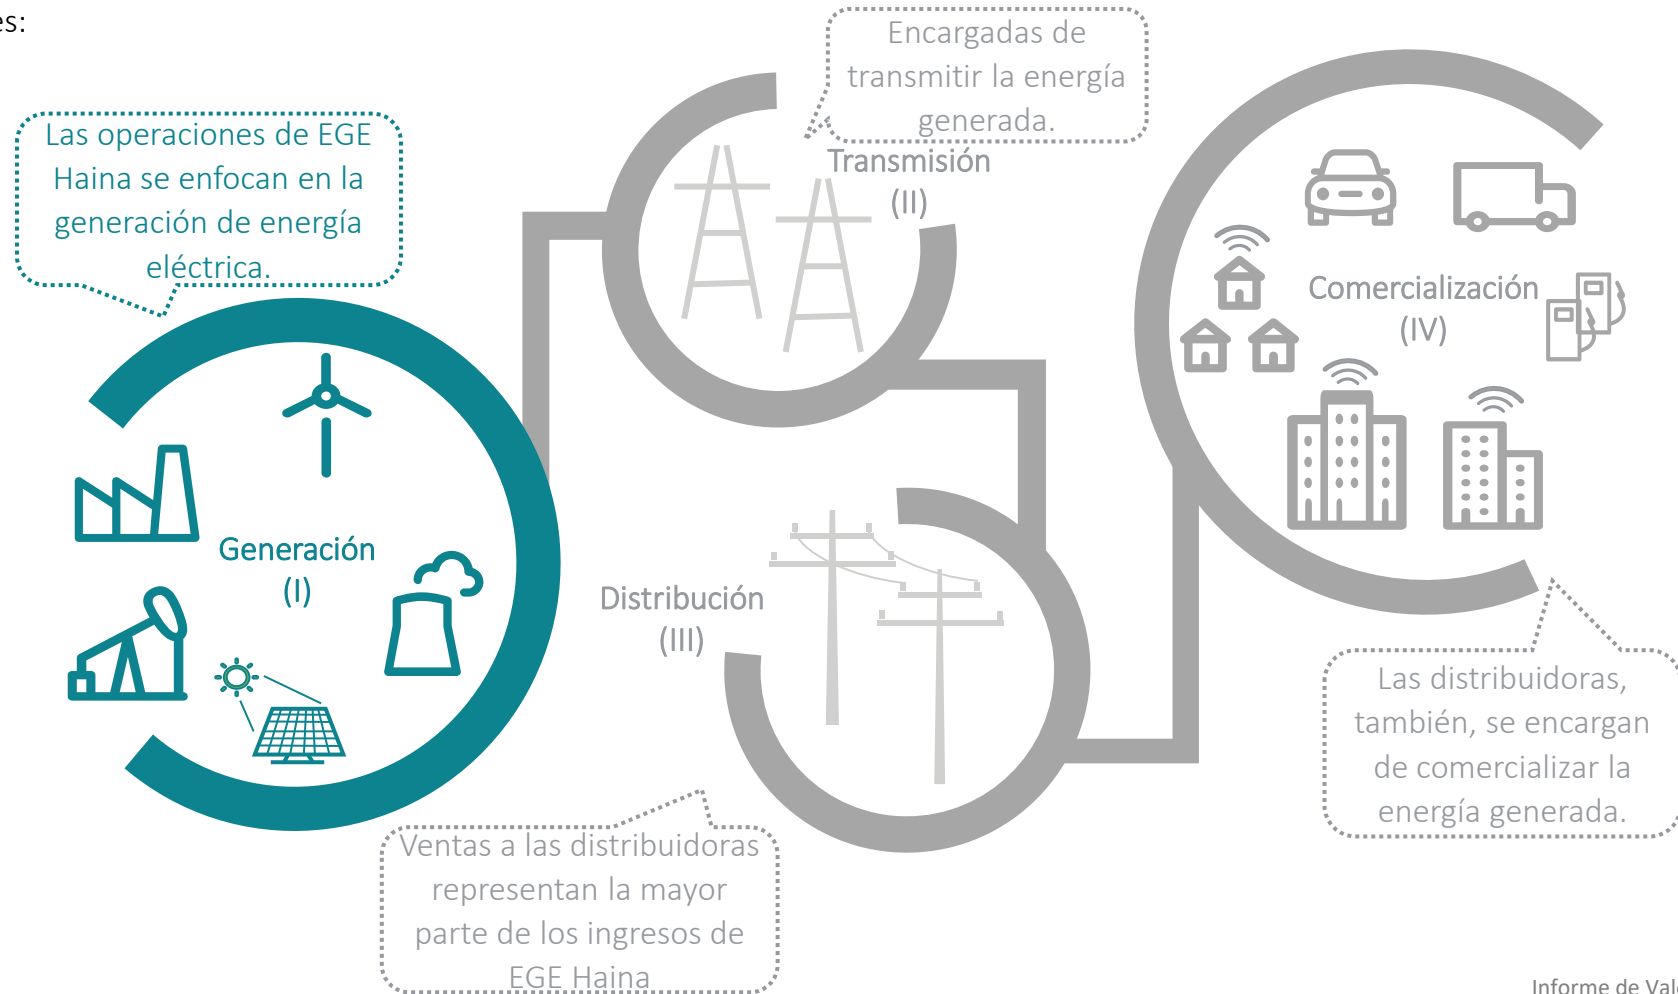 Las operaciones de EGE
Haina se enfocan en la
generación de energía
eléctrica.
Generación
(I)
Encargadas de
transmitir la energía
generada.
Transmisión
(II)
Distribución
(III)
Ventas a las distribuidoras
representan la mayor
parte de los ingresos de
EGE Haina
Comercialización
(IV)
Las distribuidoras,
también, se encargan
de comercializar la
energía generada.
Informe de